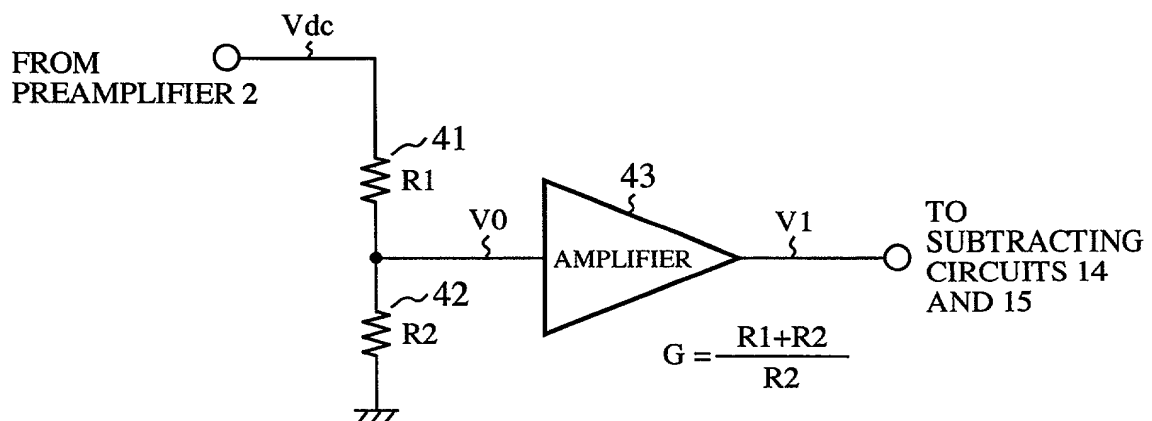 Vdc
FROM
PREAMPLIFIER 2
41
R1
V0
43
AMPLIFIER
V1
TO
SUBTRACTING
CIRCUITS 14
AND 15
42
R2
G = R1+R2
R2